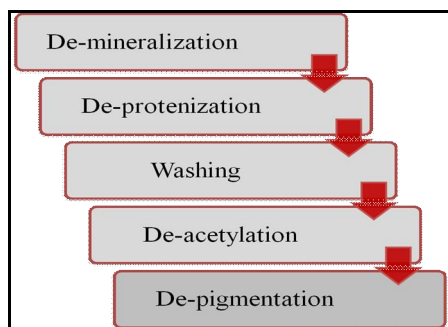 De-mineralization
De-protenization
Washing
De-acetylation
De-pigmentation